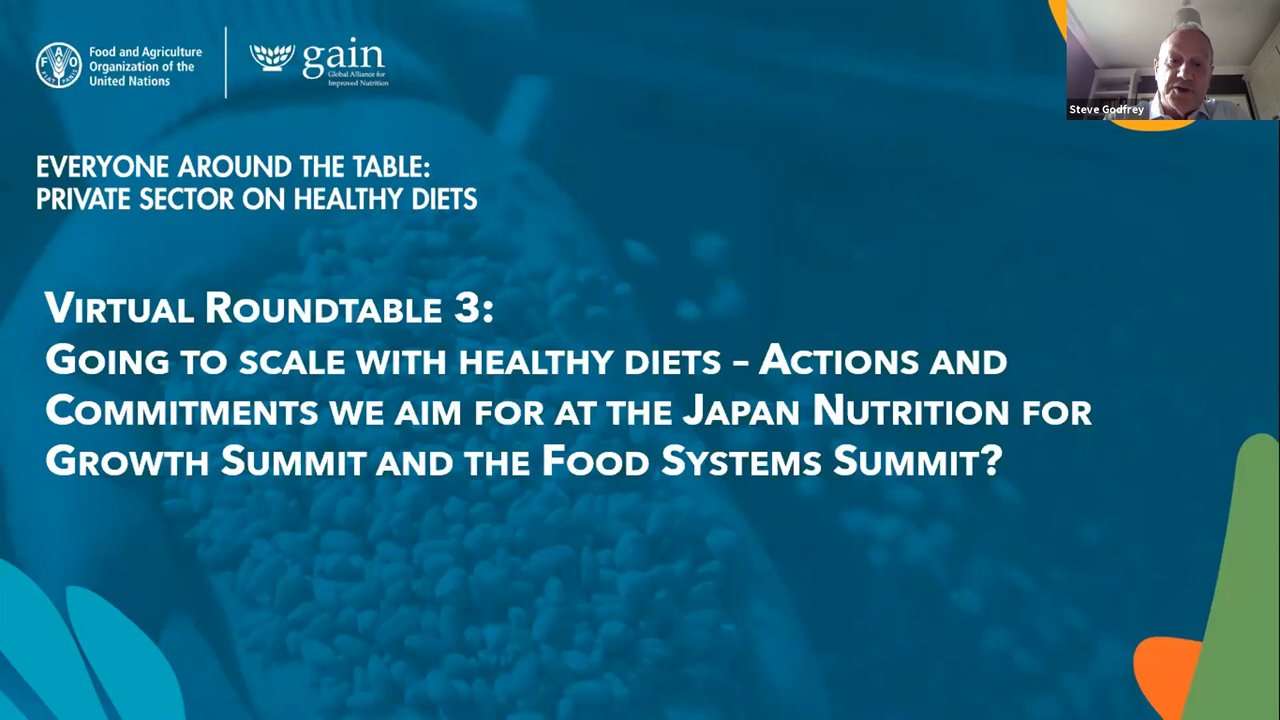 Food and Agriculture
Organization of the
United Nations
gain
Global Alliance for
Improved Nutrition
Steve Godfrey
EVERYONE AROUND THE TABLE:
PRIVATE SECTOR ON HEALTHY DIETS
VIRTUAL ROUNDTABLE 3:
GOING TO SCALE WITH HEALTHY DIETS – ACTIONS AND
COMMITMENTS WE AIM FOR AT THE JAPAN NUTRITION FOR
GROWTH SUMMIT AND THE FOOD SYSTEMS SUMMIT?